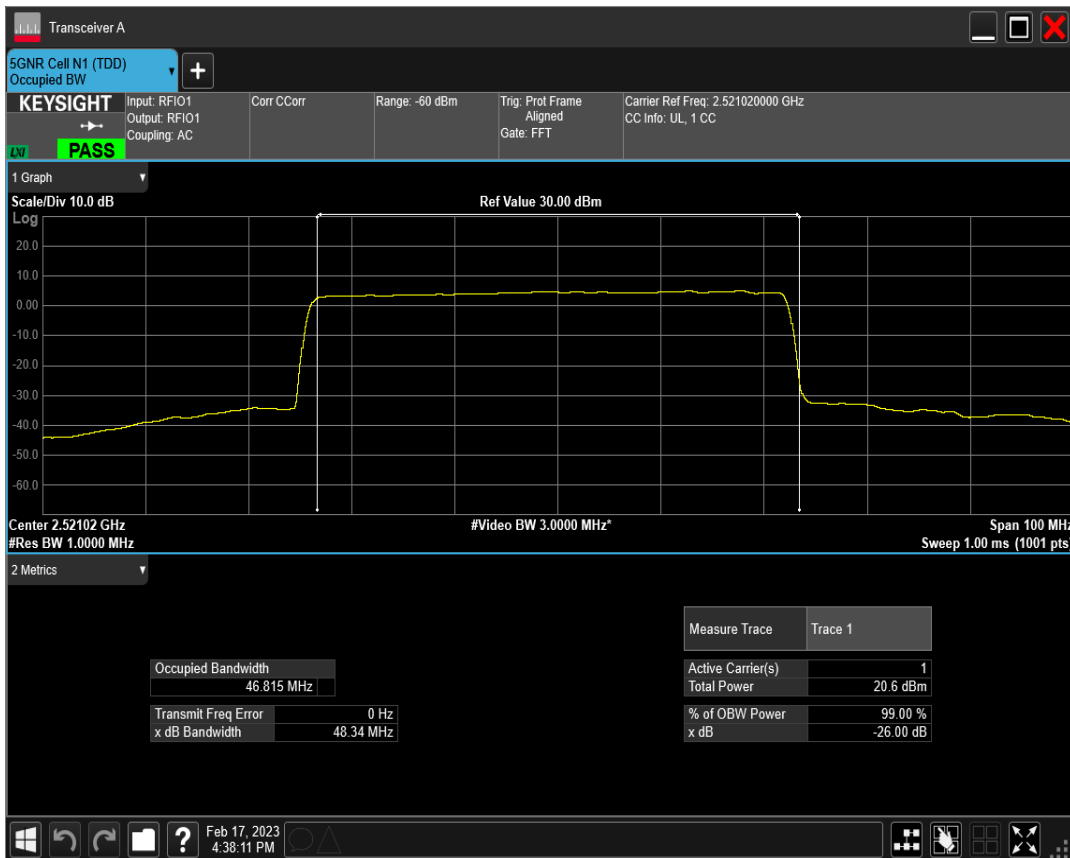 Transceiver A
5GNR Cell N1 (TDD)
Occupied BW
+
KEYSIGHT
LXI
PASS
Input: RFIO1
Output: RFIO1
Coupling: AC
Corr CCorr
Range: -60 dBm
Trig: Prot Frame
Aligned
Gate: FFT
Carrier Ref Freq: 2.521020000 GHz
CC Info: UL, 1 CC
1 Graph
Scale/Div 10.0 dB
Ref Value 30.00 dBm
Log
20.0
10.0
0.00
-10.0
-20.0
-30.0
-40.0
-50.0
-60.0
Center 2.52102 GHz
#Video BW 3.0000 MHz*
Span 100 MHz
#Res BW 1.0000 MHz
Sweep 1.00 ms (1001 pts)
2 Metrics
Measure Trace Trace 1
Occupied Bandwidth
46.815 MHz
Active Carrier(s) 1
Total Power 20.6 dBm
Transmit Freq Error 0 Hz
x dB Bandwidth 48.34 MHz
% of OBW Power 99.00 %
x dB -26.00 dB
?
Feb 17, 2023
4:38:11 PM